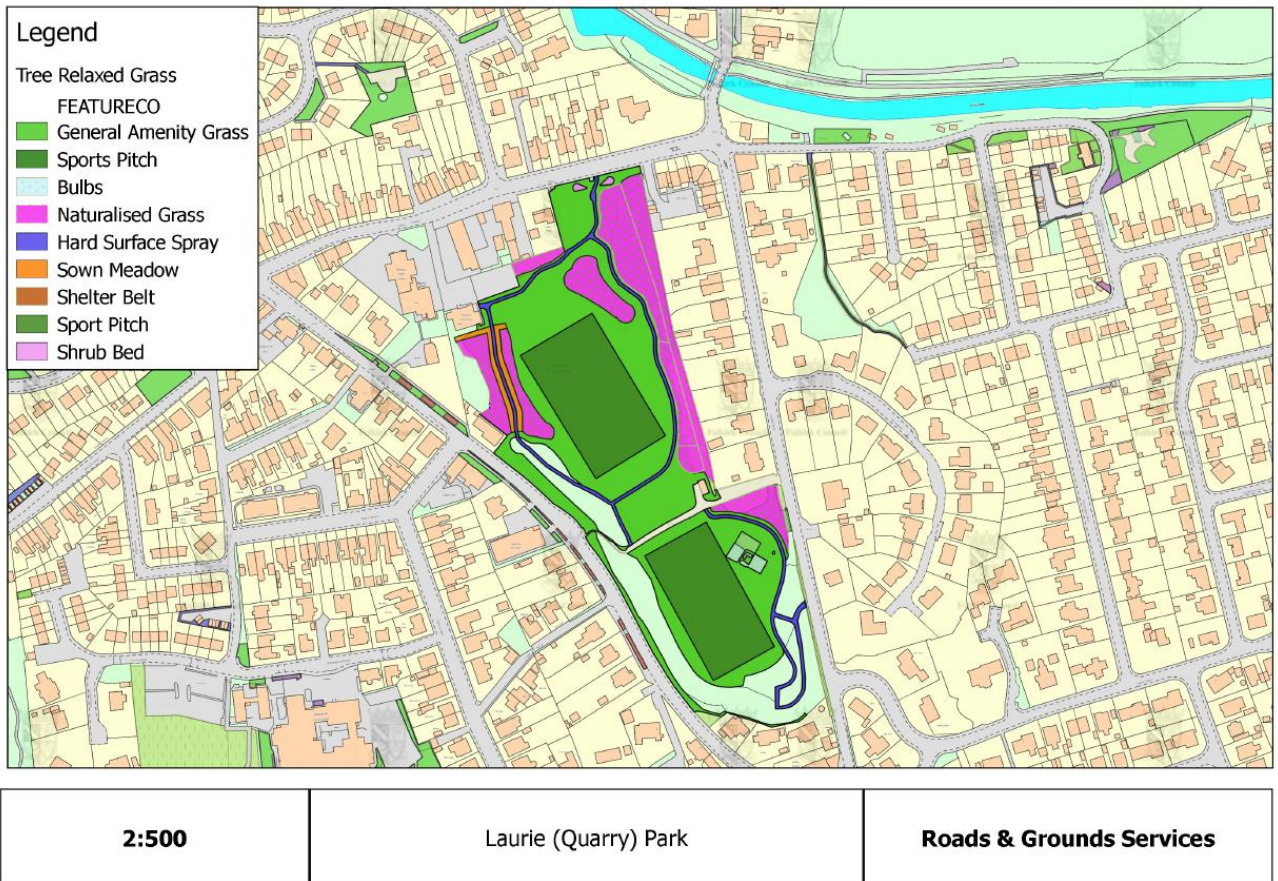 Legend
Tree Relaxed Grass
FEATURECO
General Amenity Grass
Sports Pitch
Bulbs
Naturalised Grass
Hard Surface Spray
Sown Meadow
Shelter Belt
Sport Pitch
Shrub Bed
2:500
Laurie (Quarry) Park
Roads & Grounds Services